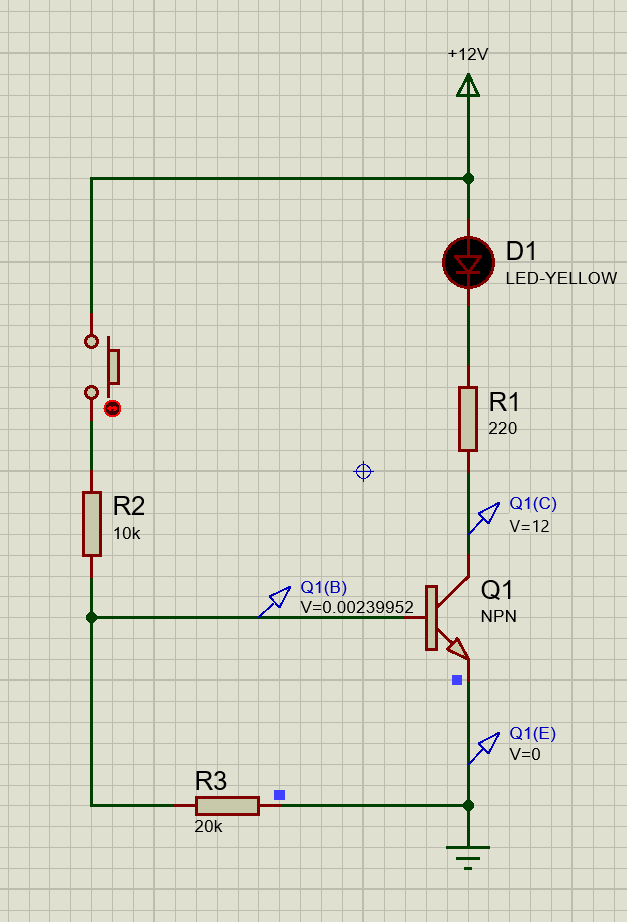 +12V
D1
LED-YELLOW
R1
220
R2
10k
Q1(C)
V=12
Q1(B)
V=0.00239952
Q1
NPN
Q1(E)
V=0
R3
20k